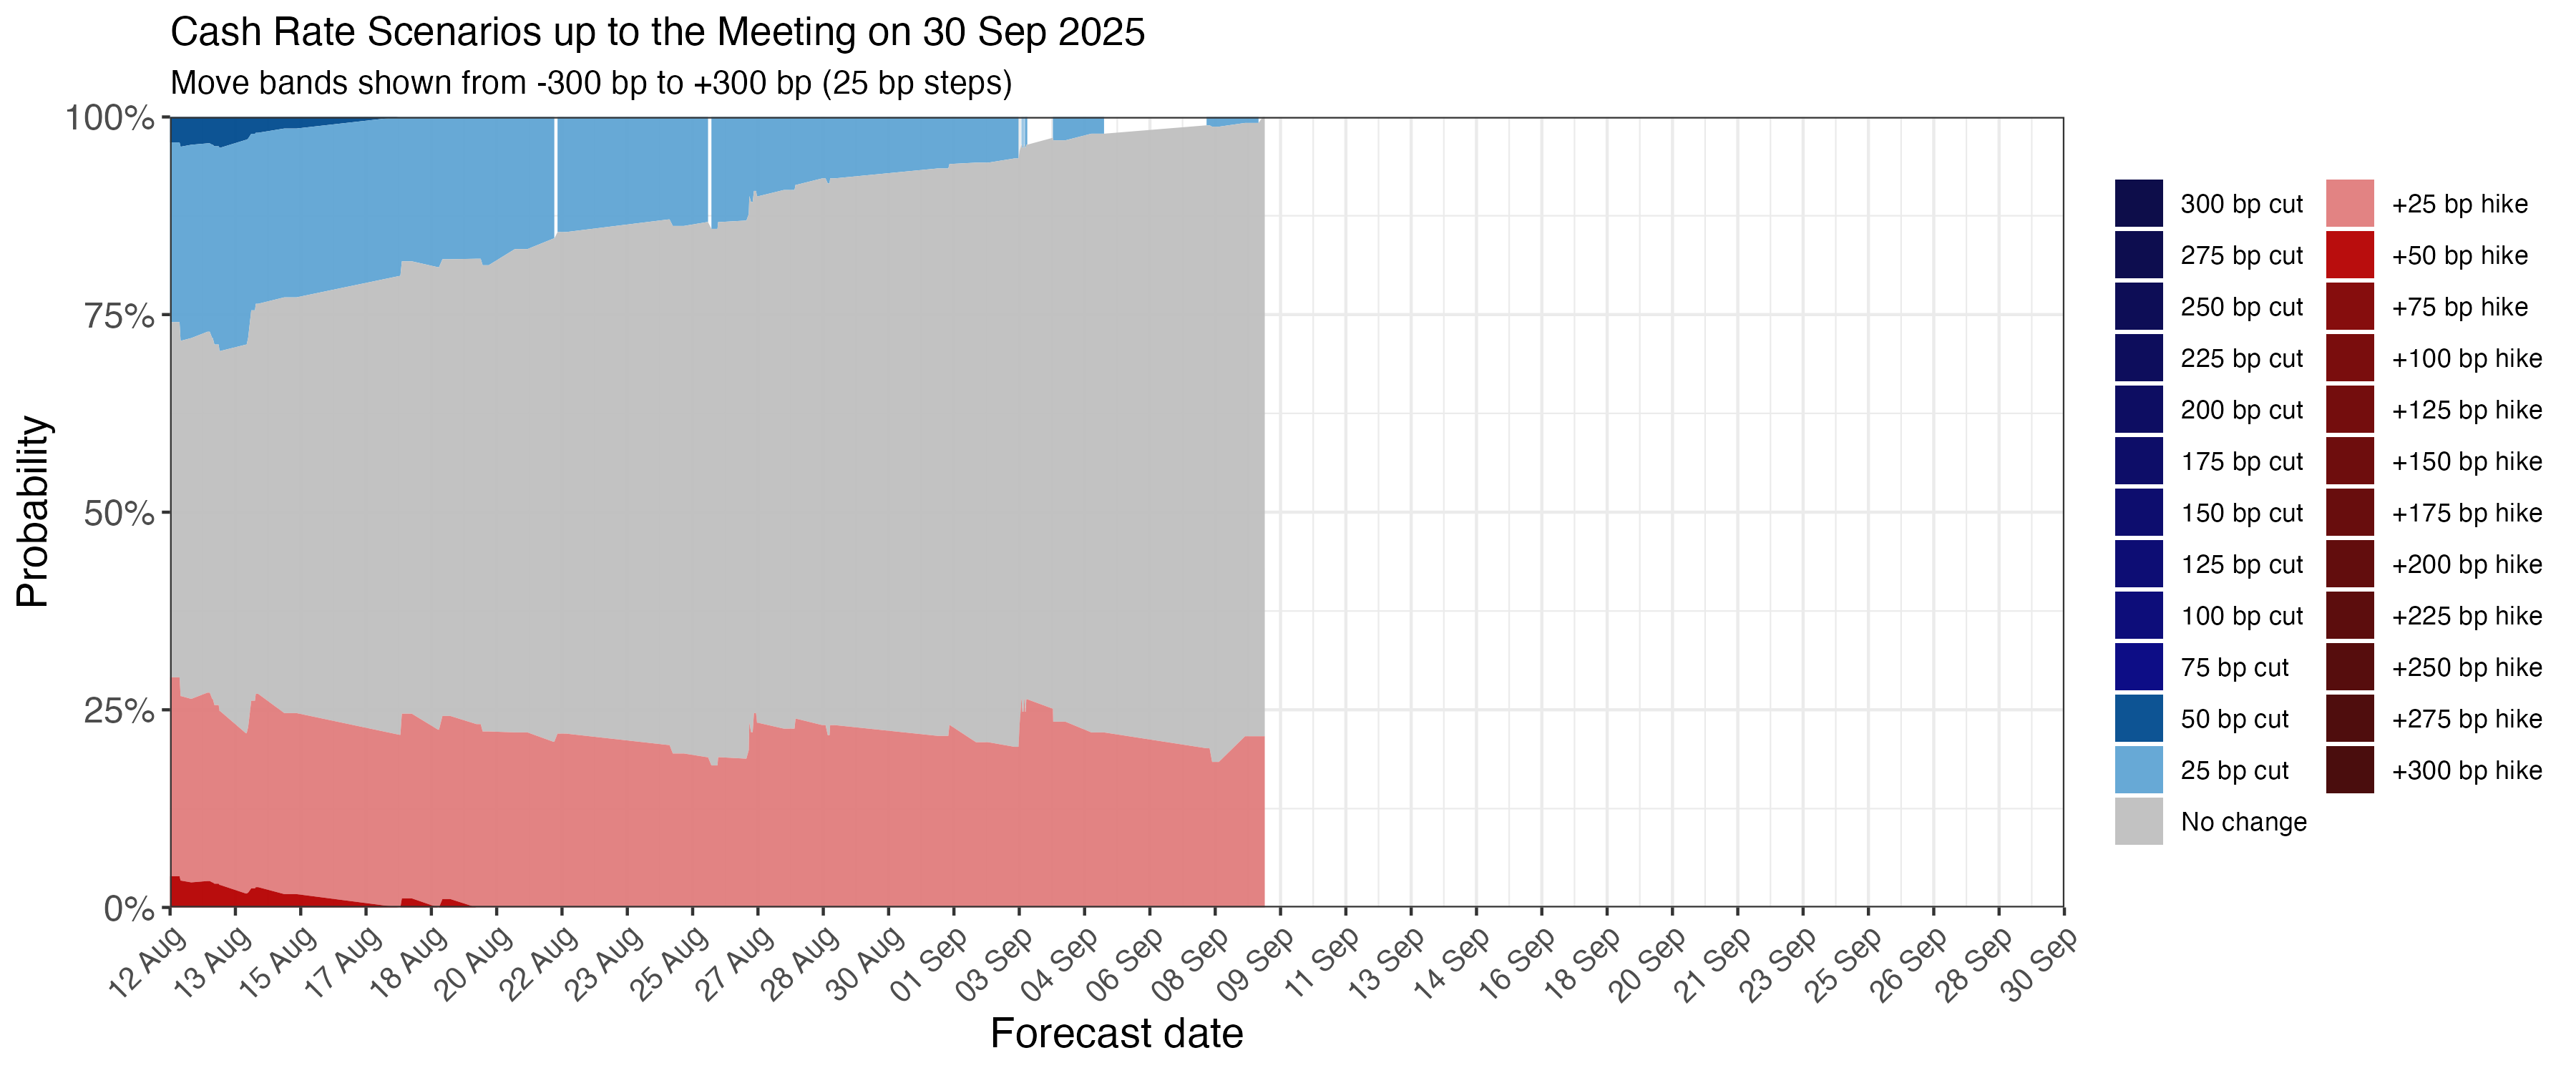 Cash Rate Scenarios up to the Meeting on 30 Sep 2025
Move bands shown from -300 bp to +300 bp (25 bp steps)
Probability
100%
75%
50%
25%
0%
12 Aug
13 Aug
15 Aug
17 Aug
18 Aug
20 Aug
22 Aug
23 Aug
25 Aug
27 Aug
28 Aug
30 Aug
01 Sep
03 Sep
04 Sep
06 Sep
08 Sep
09 Sep
11 Sep
13 Sep
14 Sep
16 Sep
18 Sep
20 Sep
21 Sep
23 Sep
25 Sep
26 Sep
28 Sep
30 Sep
Forecast date
300 bp cut
275 bp cut
250 bp cut
225 bp cut
200 bp cut
175 bp cut
150 bp cut
125 bp cut
100 bp cut
75 bp cut
50 bp cut
25 bp cut
No change
+25 bp hike
+50 bp hike
+75 bp hike
+100 bp hike
+125 bp hike
+150 bp hike
+175 bp hike
+200 bp hike
+225 bp hike
+250 bp hike
+275 bp hike
+300 bp hike